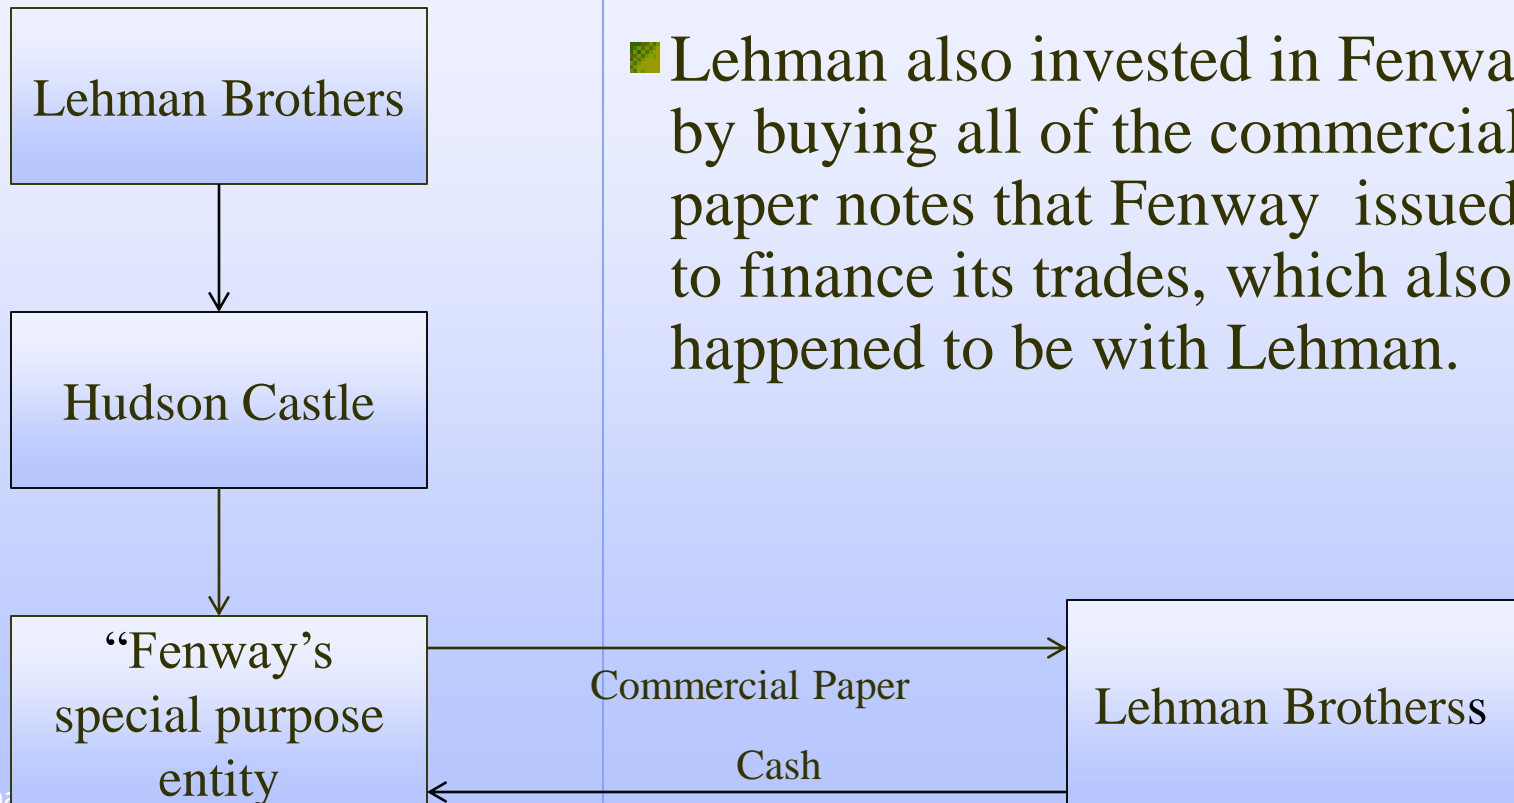 Lehman Brothers
Hudson Castle
“Fenway’s
special purpose
entity
Lehman also invested in Fenwa
by buying all of the commercial
paper notes that Fenway issued
to finance its trades, which also
happened to be with Lehman.
Commercial Paper
Cash
Lehman Brotherss